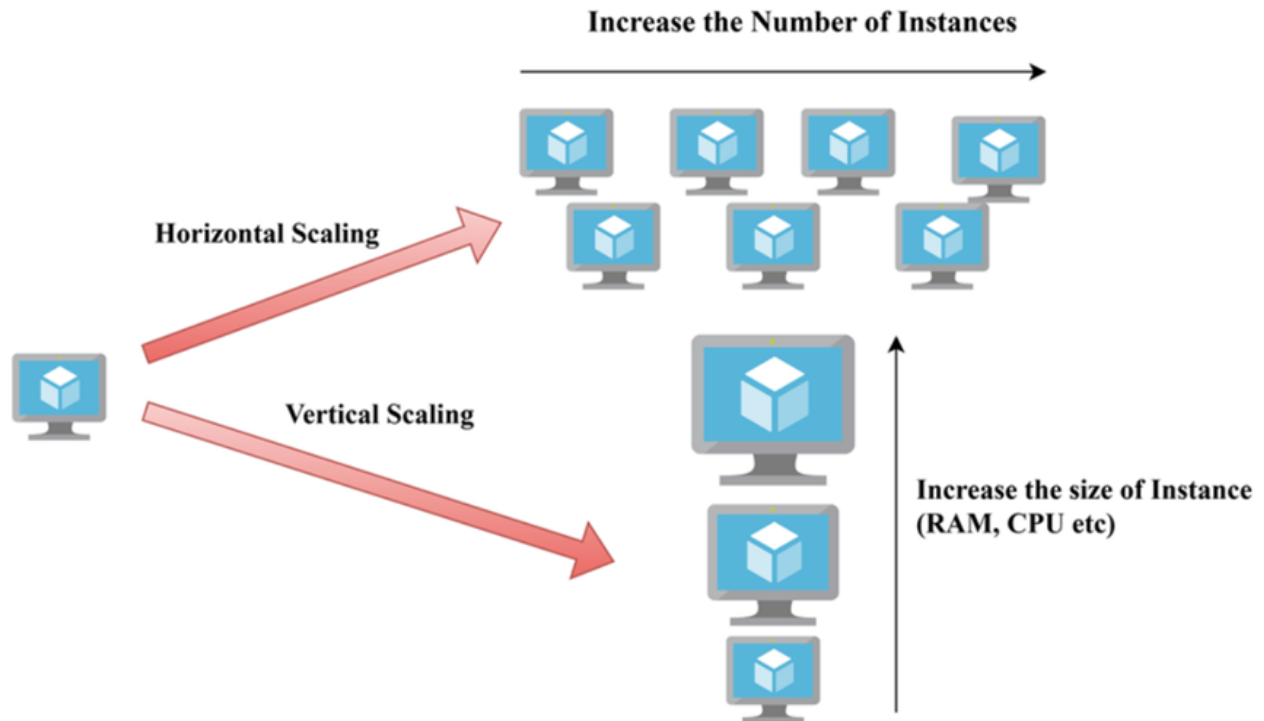 Increase the Number of Instances
Horizontal Scaling
Vertical Scaling
Increase the size of Instance
(RAM, CPU etc)